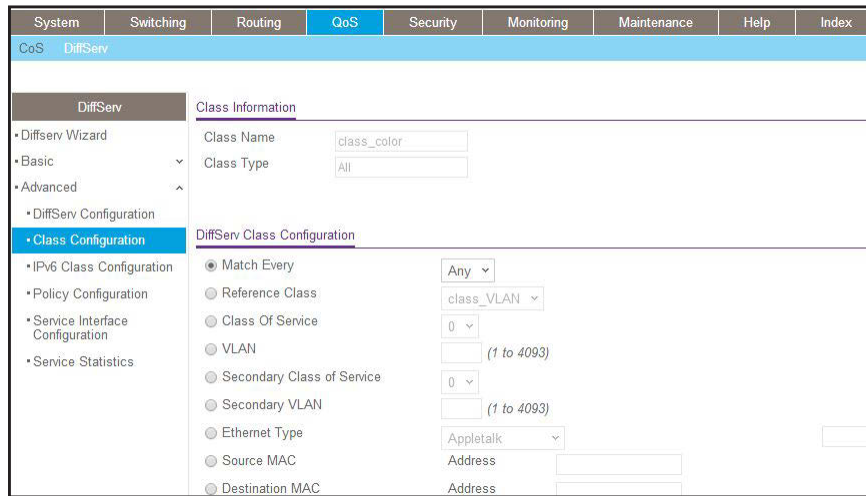 System Switching Routing QoS Security Monitoring Maintenance Help Index
CoS DiffServ
DiffServ
Diffserv Wizard
Basic
Advanced
DiffServ Configuration
Class Configuration
IPv6 Class Configuration
Policy Configuration
Service Interface
Configuration
Service Statistics
Class Information
Class Name class_color
Class Type All
DiffServ Class Configuration
Match Every Any
Reference Class class_VLAN
Class Of Service 0
VLAN (1 to 4093)
Secondary Class of Service 0
Secondary VLAN (1 to 4093)
Ethernet Type Appletalk
Source MAC Address
Destination MAC Address